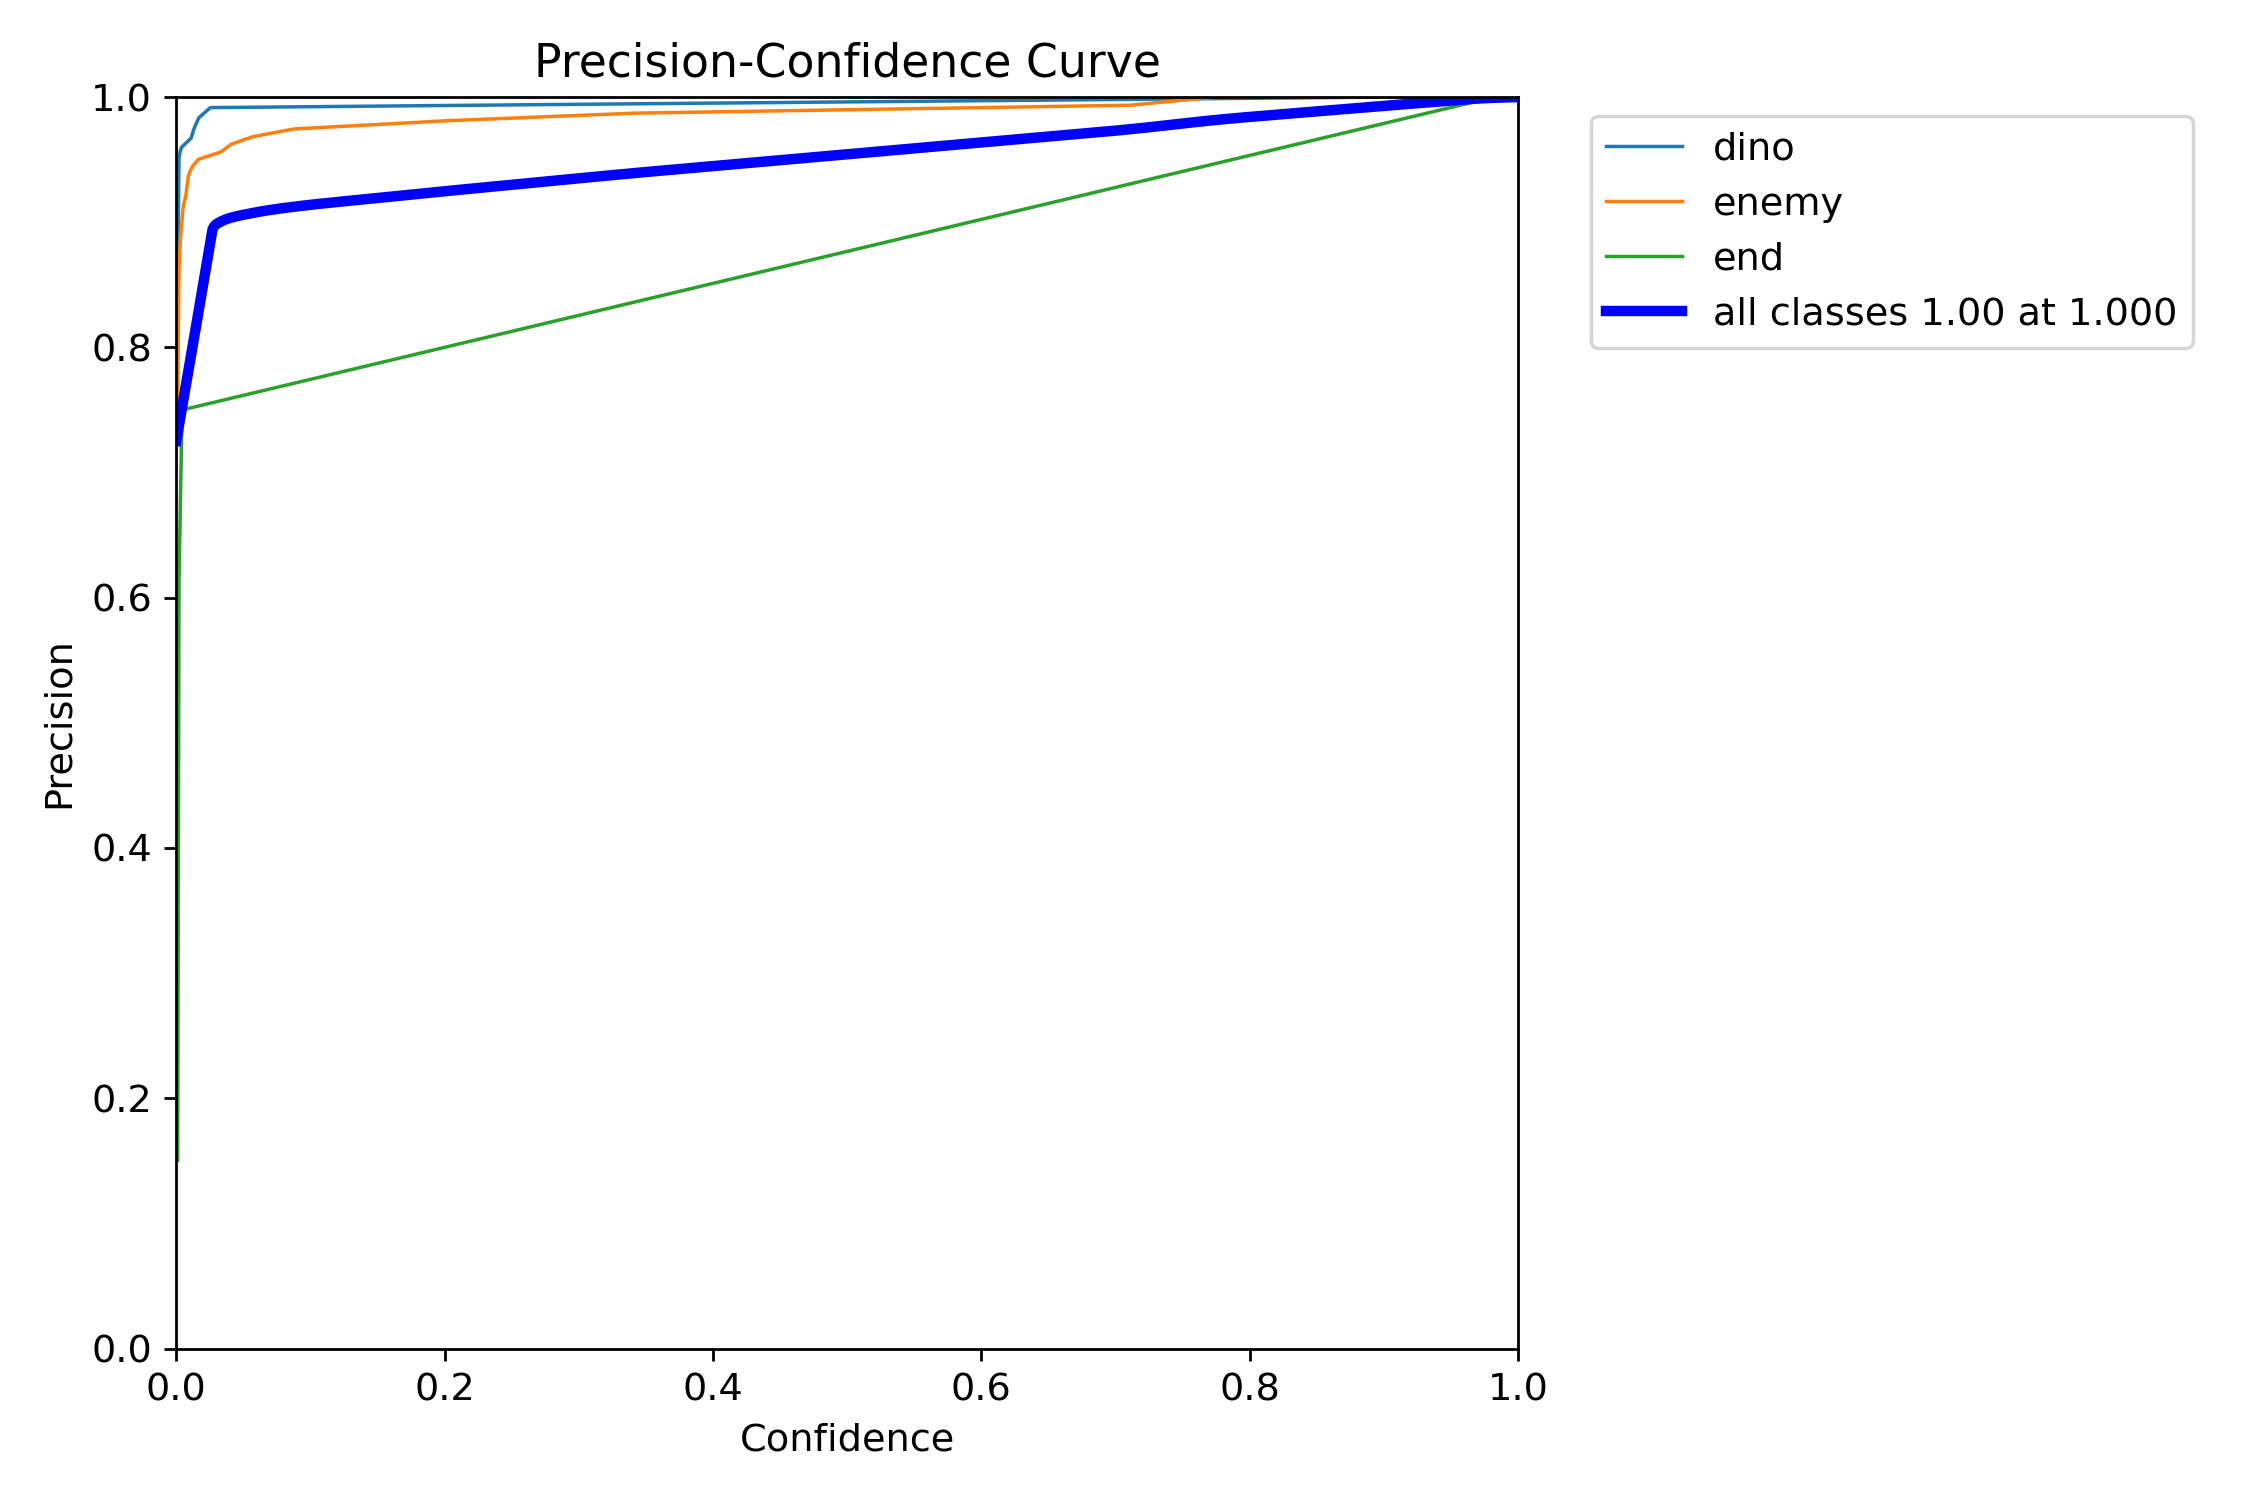 Precision-Confidence Curve
1.0
0.8
0.6
0.4
0.2
0.0
Precision
0.0 0.2 0.4 0.6 0.8 1.0
Confidence
dino
enemy
end
all classes 1.00 at 1.000